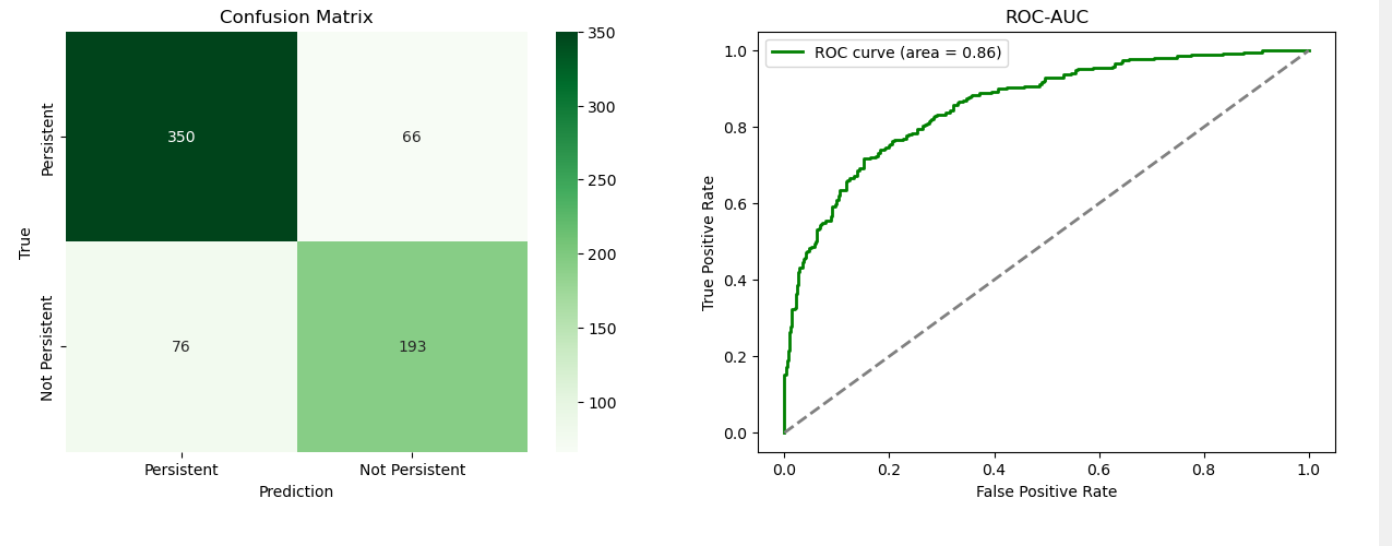 Confusion Matrix
Persistent
Not Persistent
True
350
66
76
193
Persistent
Not Persistent
Prediction
350
300
250
200
150
100
ROC-AUC
ROC curve (area = 0.86)
True Positive Rate
1.0
0.8
0.6
0.4
0.2
0.0
0.0
0.2
0.4
0.6
0.8
1.0
False Positive Rate